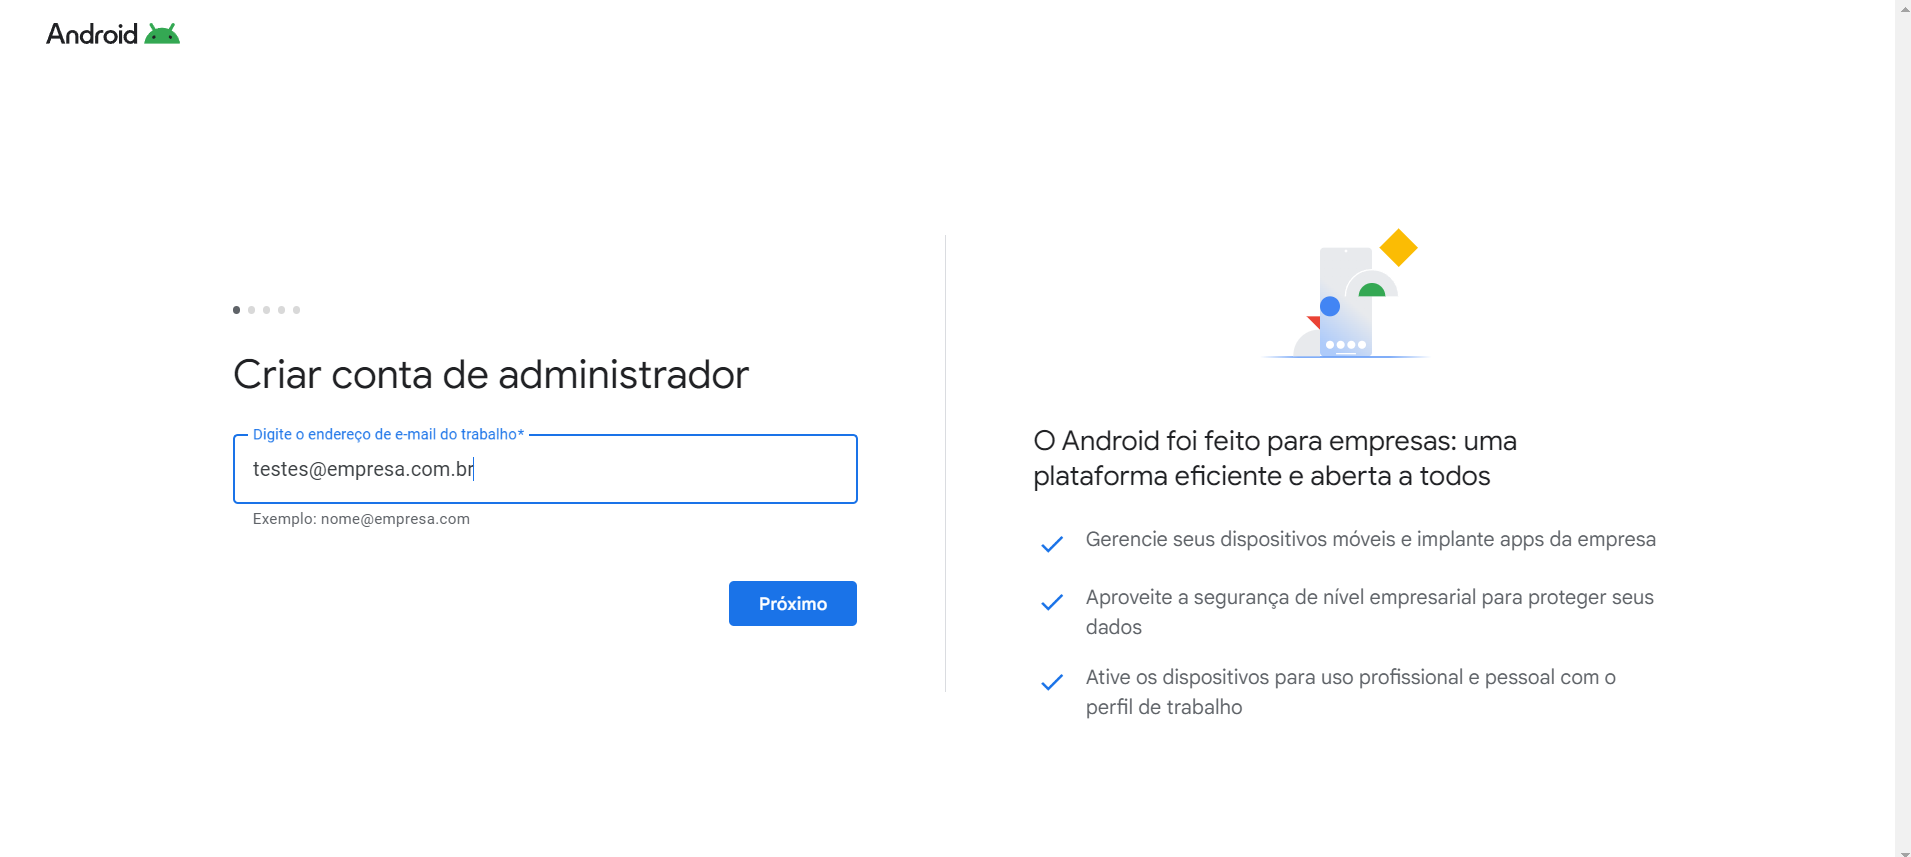 Android
Criar conta de administrador
Digite o endereço de e-mail do trabalho*
testes@empresa.com.br
Exemplo: nome@empresa.com
Próximo
O Android foi feito para empresas: uma
plataforma eficiente e aberta a todos
Gerencie seus dispositivos móveis e implante apps da empresa
Aproveite a segurança de nível empresarial para proteger seus
dados
Ative os dispositivos para uso profissional e pessoal com o
perfil de trabalho